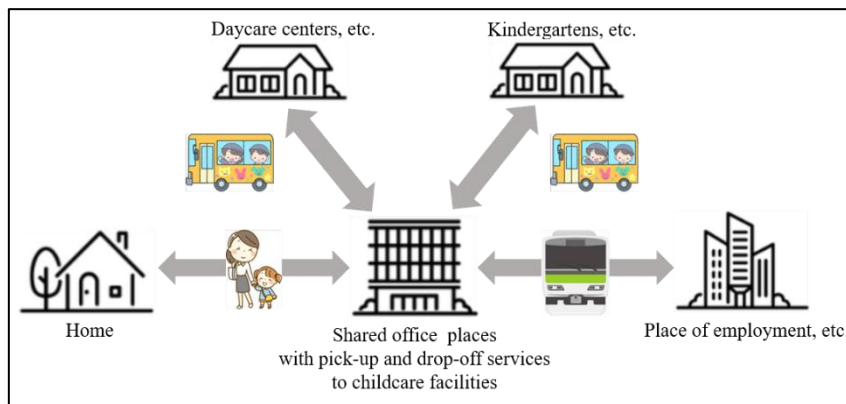 Daycare centers, etc.
Kindergartens, etc.
Home
Shared office places
with pick-up and drop-off services
to childcare facilities
Place of employment, etc.